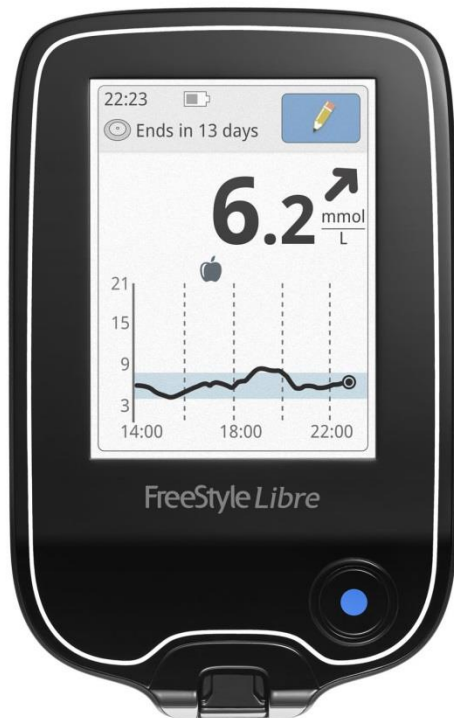 22:23
Ends in 13 days
6.2 mmol
L
21
15
9
3
14:00 18:00 22:00
FreeStyle Libre